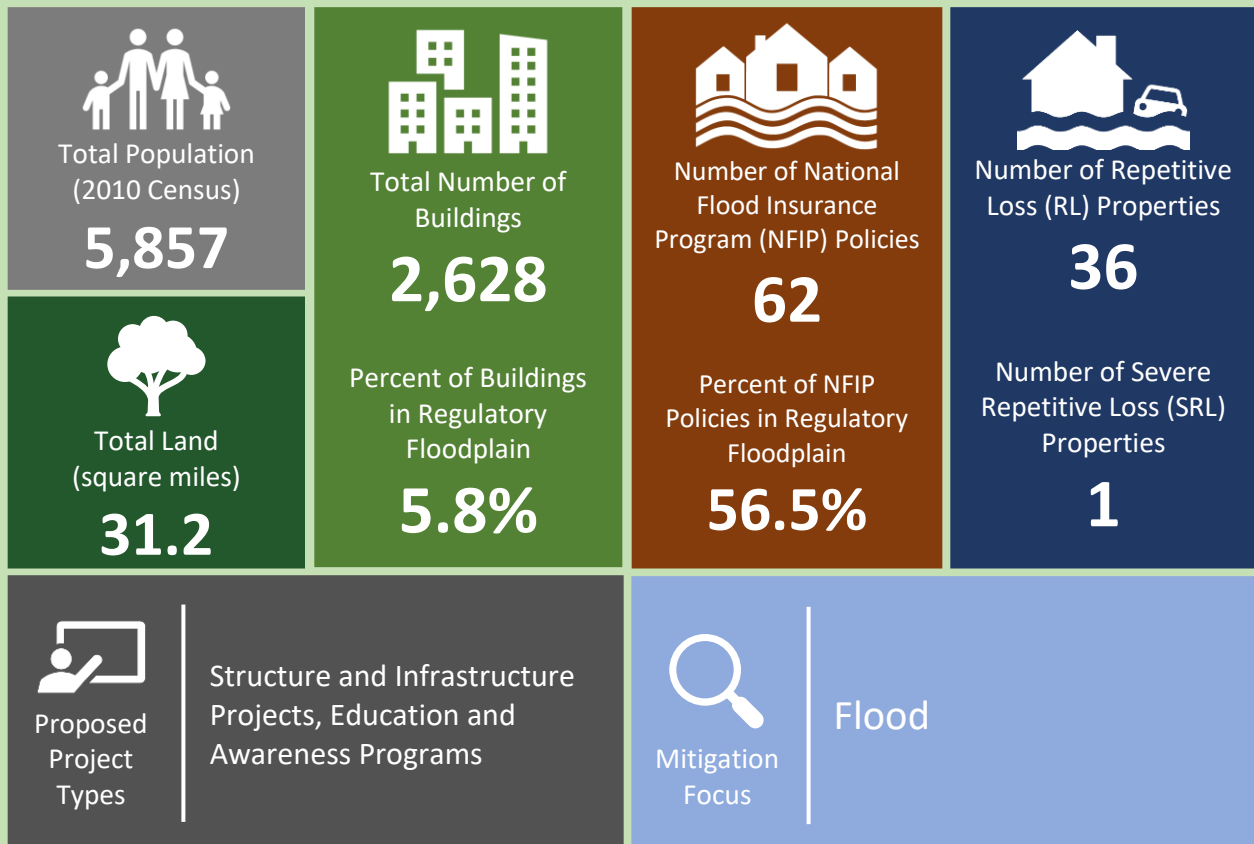 Total Population
(2010 Census)
5,857
Total Land
(square miles)
31.2
Total Number of
Buildings
2,628
Percent of Buildings
in Regulatory
Floodplain
5.8%
Number of National
Flood Insurance
Program (NFIP) Policies
62
Percent of NFIP
Policies in Regulatory
Floodplain
56.5%
Number of Repetitive
Loss (RL) Properties
36
Number of Severe
Repetitive Loss (SRL)
Properties
1
Proposed
Project
Types
Structure and Infrastructure
Projects, Education and
Awareness Programs
Mitigation
Focus
Flood